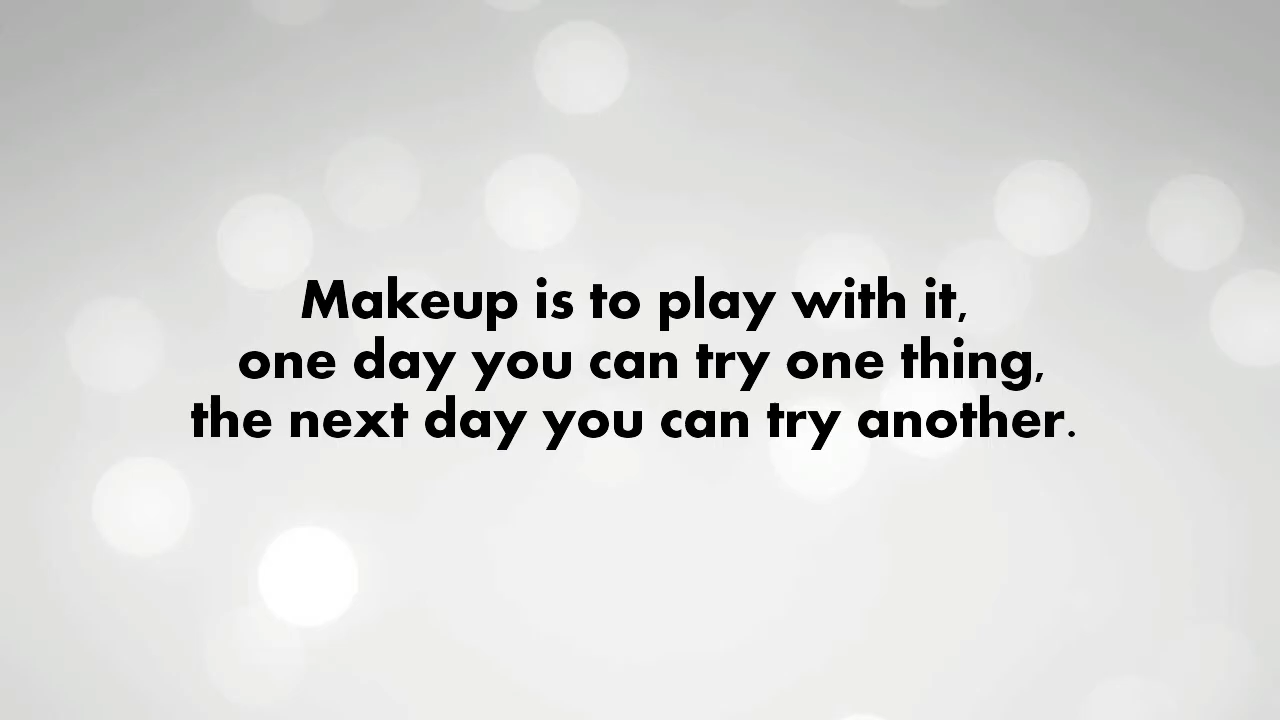 Makeup is to play with it,
one day you can try one thing,
the next day you can try another.